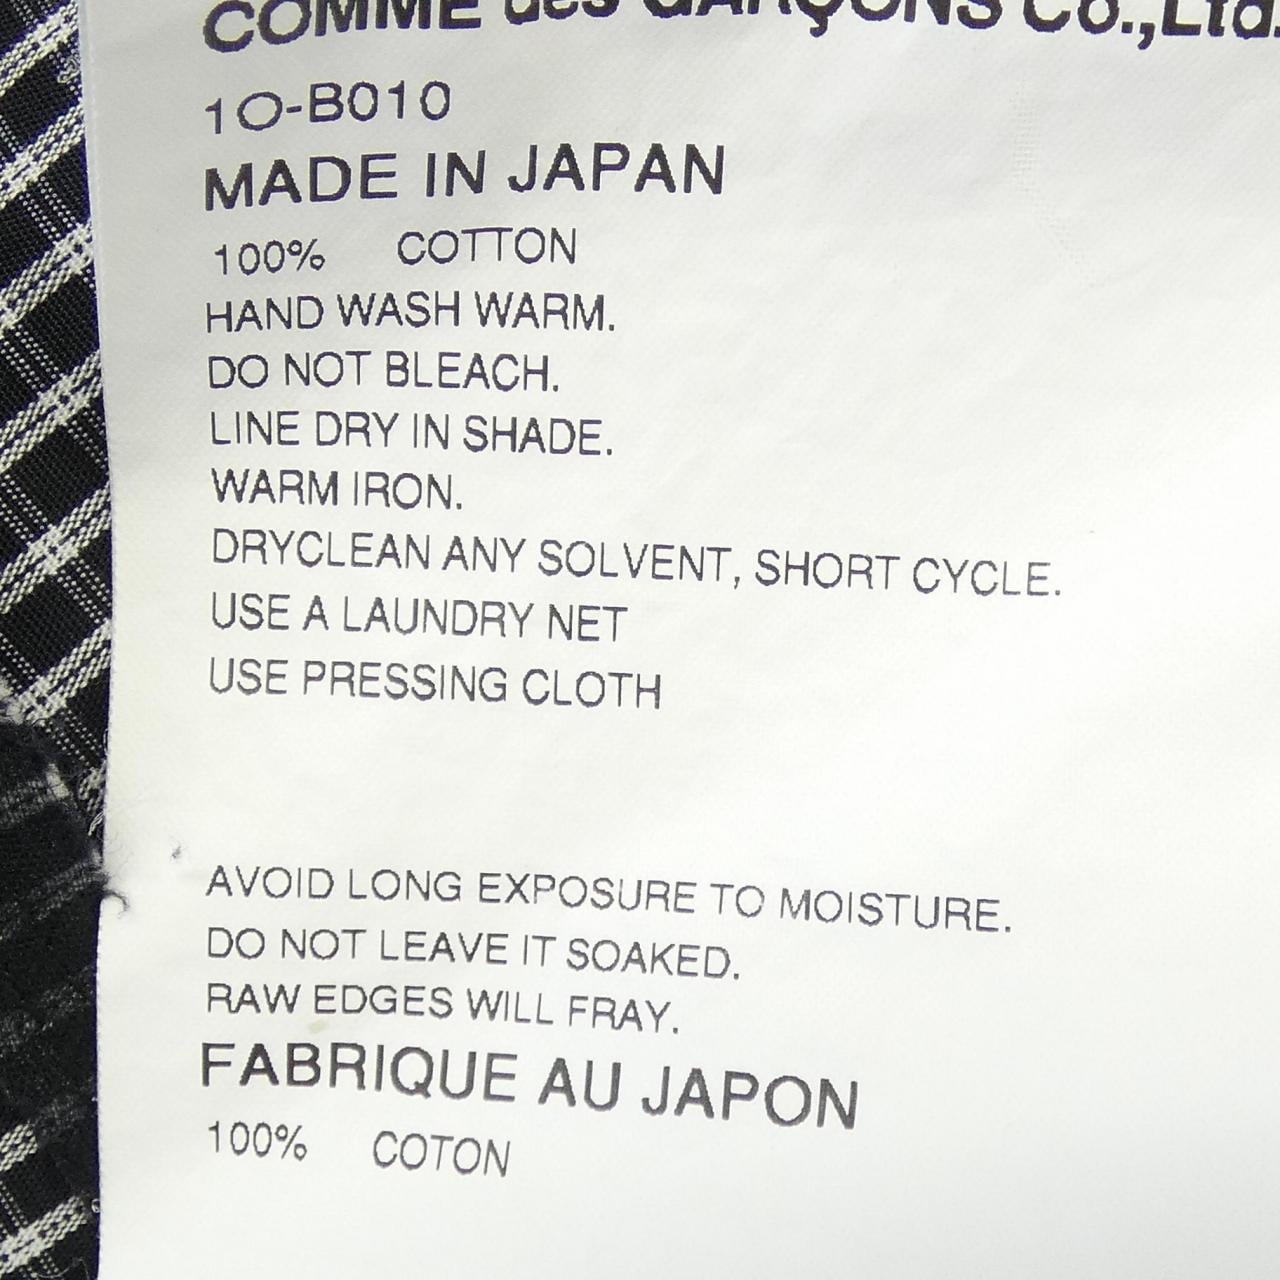 COMME des GARÇONS Co.,Ltd.
1O-B010
MADE IN JAPAN
100% COTTON
HAND WASH WARM.
DO NOT BLEACH.
LINE DRY IN SHADE.
WARM IRON.
DRYCLEAN ANY SOLVENT, SHORT CYCLE.
USE A LAUNDRY NET
USE PRESSING CLOTH
AVOID LONG EXPOSURE TO MOISTURE.
DO NOT LEAVE IT SOAKED.
RAW EDGES WILL FRAY.
FABRIQUE AU JAPON
100% COTON